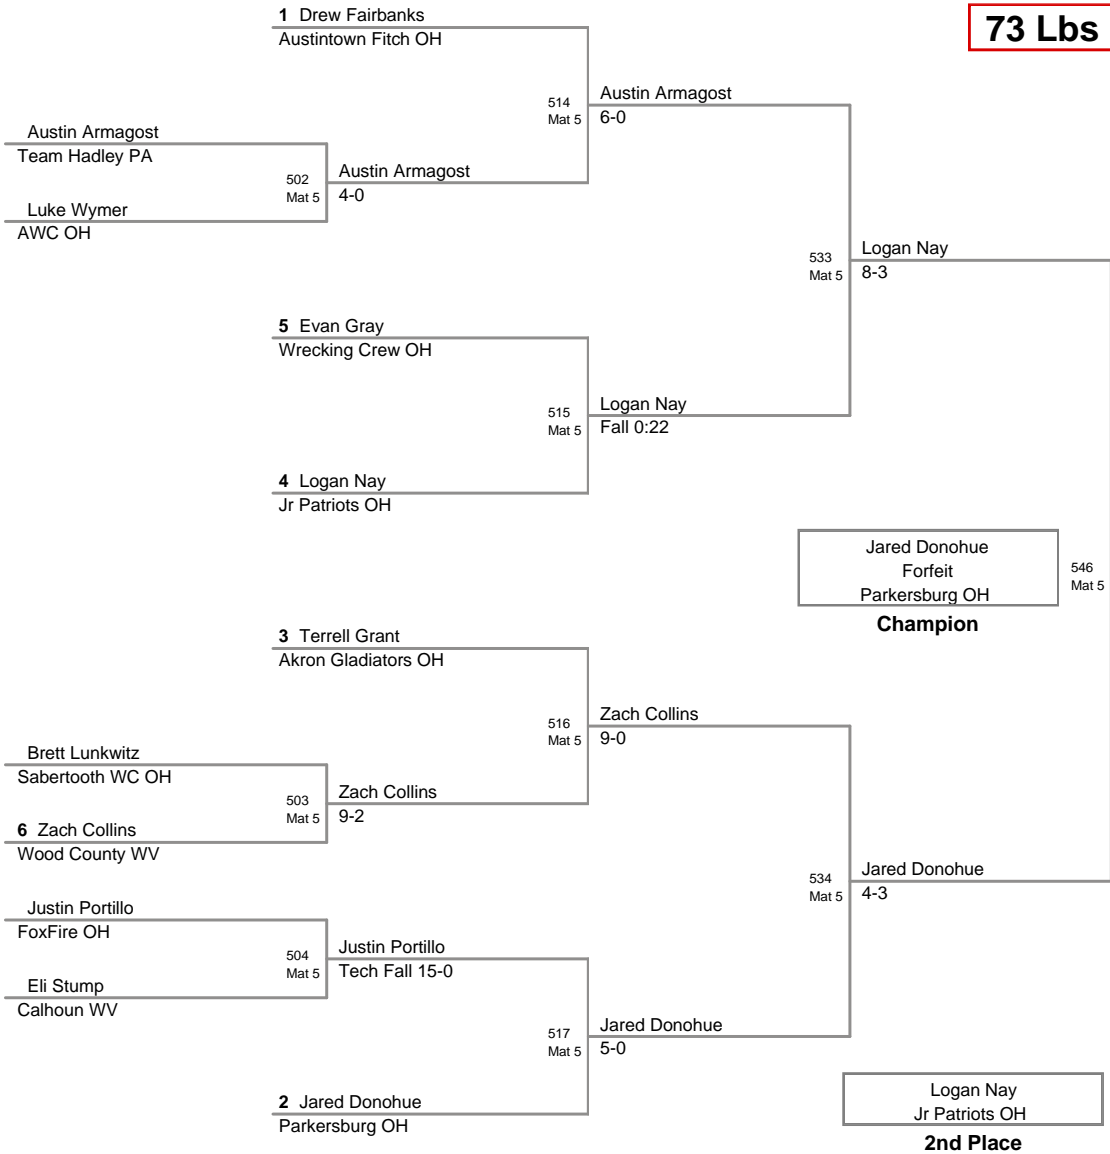 73 Lbs
1 Drew Fairbanks
Austintown Fitch OH
514
Mat 5
Austin Armagost
6-0
Austin Armagost
Team Hadley PA
502
Mat 5
Austin Armagost
4-0
Luke Wymer
AWC OH
533
Mat 5
Logan Nay
8-3
5 Evan Gray
Wrecking Crew OH
515
Mat 5
Logan Nay
Fall 0:22
4 Logan Nay
Jr Patriots OH
Jared Donohue
Forfeit
Parkersburg OH
Champion
546
Mat 5
3 Terrell Grant
Akron Gladiators OH
516
Mat 5
Zach Collins
9-0
Brett Lunkwitz
Sabertooth WC OH
503
Mat 5
Zach Collins
9-2
6 Zach Collins
Wood County WV
534
Mat 5
Jared Donohue
4-3
Justin Portillo
FoxFire OH
504
Mat 5
Justin Portillo
Tech Fall 15-0
Eli Stump
Calhoun WV
517
Mat 5
Jared Donohue
5-0
2 Jared Donohue
Parkersburg OH
Logan Nay
Jr Patriots OH
2nd Place